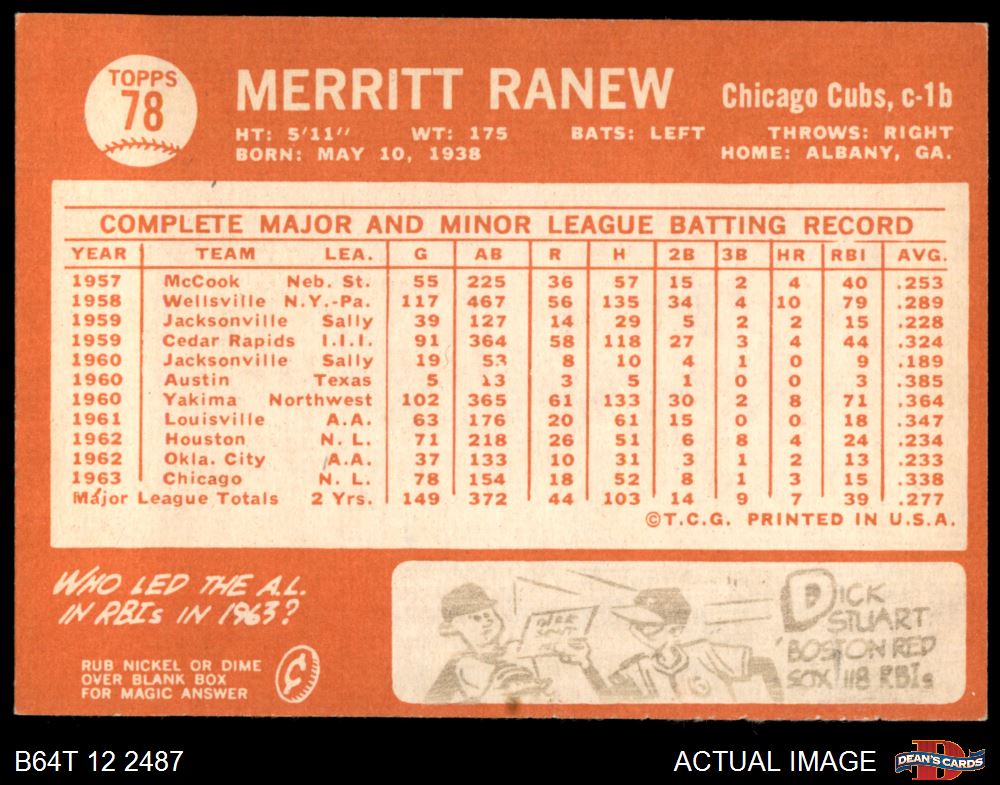 TOPPS
78
MERRITT RANEW
Chicago Cubs, c-1b
HT: 5'11" WT: 175 BATS: LEFT THROWS: RIGHT
BORN: MAY 10, 1938 HOME: ALBANY, GA.
COMPLETE MAJOR AND MINOR LEAGUE BATTING RECORD
YEAR TEAM LEA. G AB R H 2B 3B HR RBI AVG.
1957 McCook Neb. St. 55 225 36 57 15 2 4 40 .253
1958 Wellsville N.Y.-Pa. 117 467 56 135 34 4 10 79 .289
1959 Jacksonville Sally 39 127 14 29 5 2 2 15 .228
1959 Cedar Rapids I.I.I. 91 364 58 118 27 3 4 44 .324
1960 Jacksonville Sally 19 53 8 10 4 1 0 9 .189
1960 Austin Texas 5 13 3 5 1 0 0 3 .385
1960 Yakima Northwest 102 365 61 133 30 2 8 71 .364
1961 Louisville A.A. 63 176 20 61 15 0 0 18 .347
1962 Houston N. L. 71 218 26 51 6 8 4 24 .234
1962 Okla. City A.A. 37 133 10 31 3 1 2 13 .233
1963 Chicago N. L. 78 154 18 52 8 1 3 15 .338
Major League Totals 2 Yrs. 149 372 44 103 14 9 7 39 .277
©T.C.G. PRINTED IN U.S.A.
WHO LED THE A.L.
IN RBIs IN 1963?
RUB NICKEL OR DIME
OVER BLANK BOX
FOR MAGIC ANSWER
DICK
STUART
BOSTON RED
SOX 118 RBIs
B64T 12 2487
ACTUAL IMAGE
DEAN'S CARDS